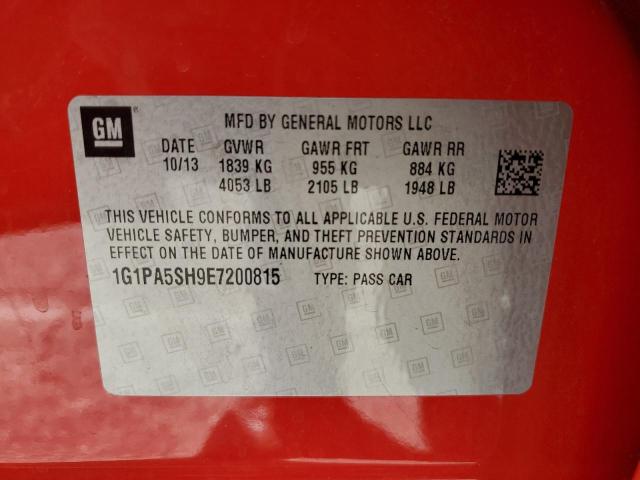 GM ®
MFD BY GENERAL MOTORS LLC
DATE GVWR GAWR FRT GAWR RR
10/13 1839 KG 955 KG 884 KG
4053 LB 2105 LB 1948 LB
THIS VEHICLE CONFORMS TO ALL APPLICABLE U.S. FEDERAL MOTOR
VEHICLE SAFETY, BUMPER, AND THEFT PREVENTION STANDARDS IN
EFFECT ON THE DATE OF MANUFACTURE SHOWN ABOVE.
1G1PA5SH9E7200815 TYPE: PASS CAR